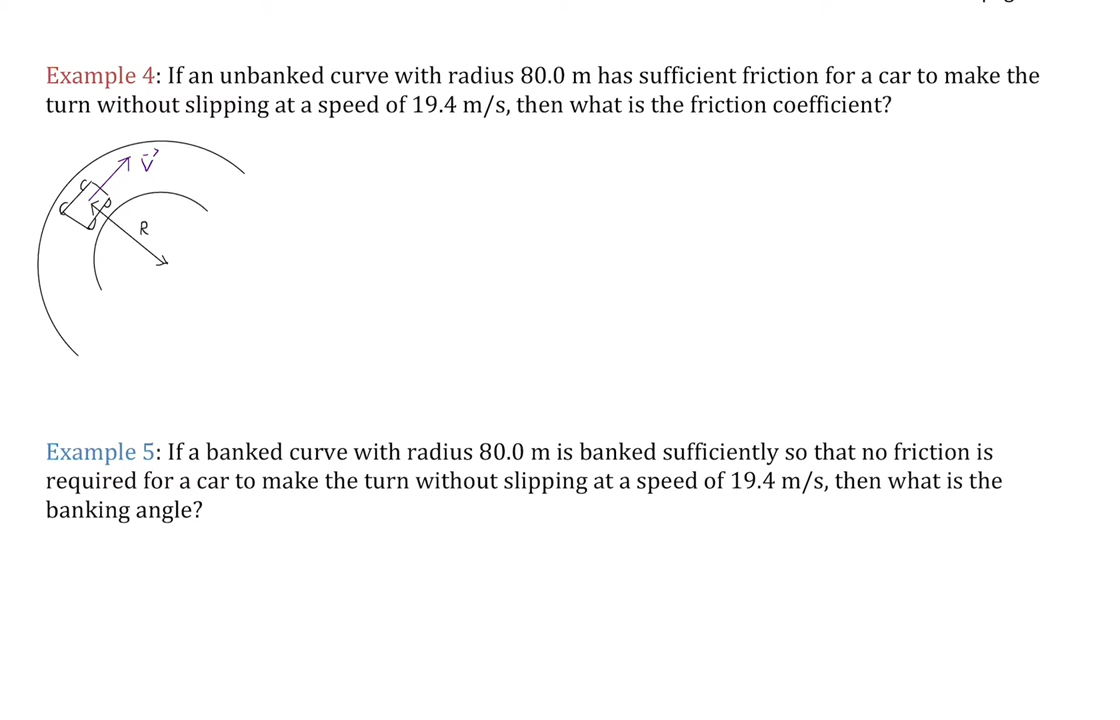 Example 4: If an unbanked curve with radius 80.0 m has sufficient friction for a car to make the
turn without slipping at a speed of 19.4 m/s, then what is the friction coefficient?
V⃗
R
Example 5: If a banked curve with radius 80.0 m is banked sufficiently so that no friction is
required for a car to make the turn without slipping at a speed of 19.4 m/s, then what is the
banking angle?